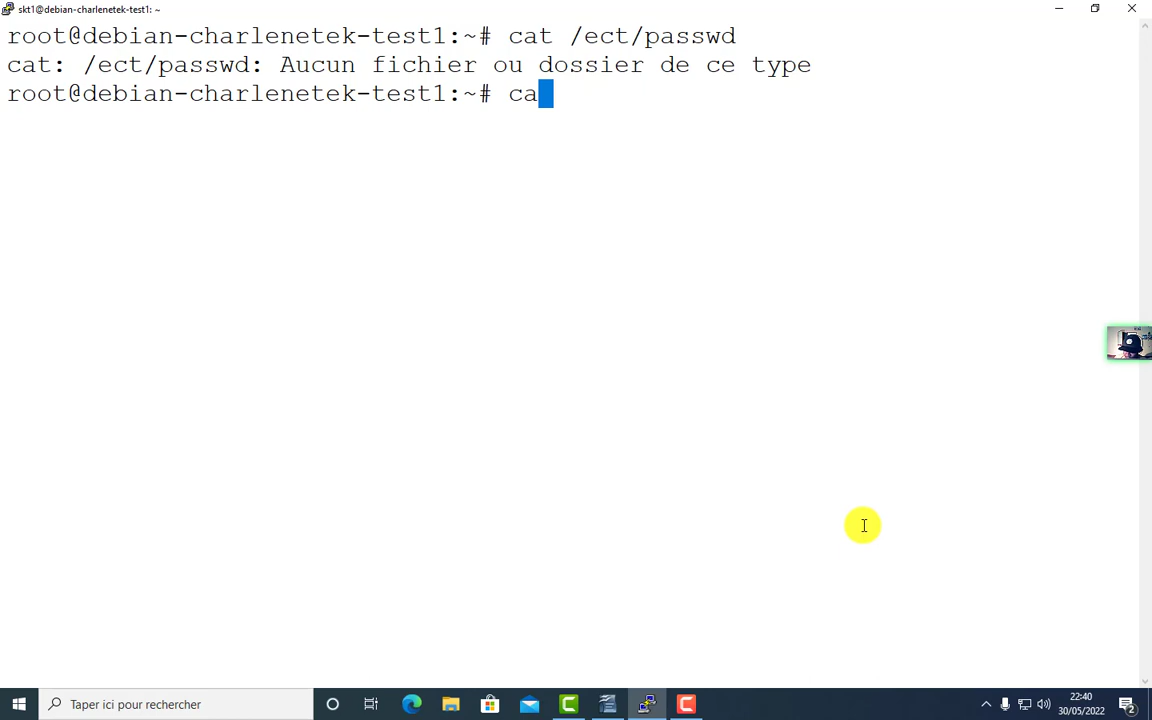 skt1@debian-charlenetek-test1: ~
root@debian-charlenetek-test1:~# cat /ect/passwd
cat: /ect/passwd: Aucun fichier ou dossier de ce type
root@debian-charlenetek-test1:~# ca
Taper ici pour rechercher
22:40
30/05/2022
2